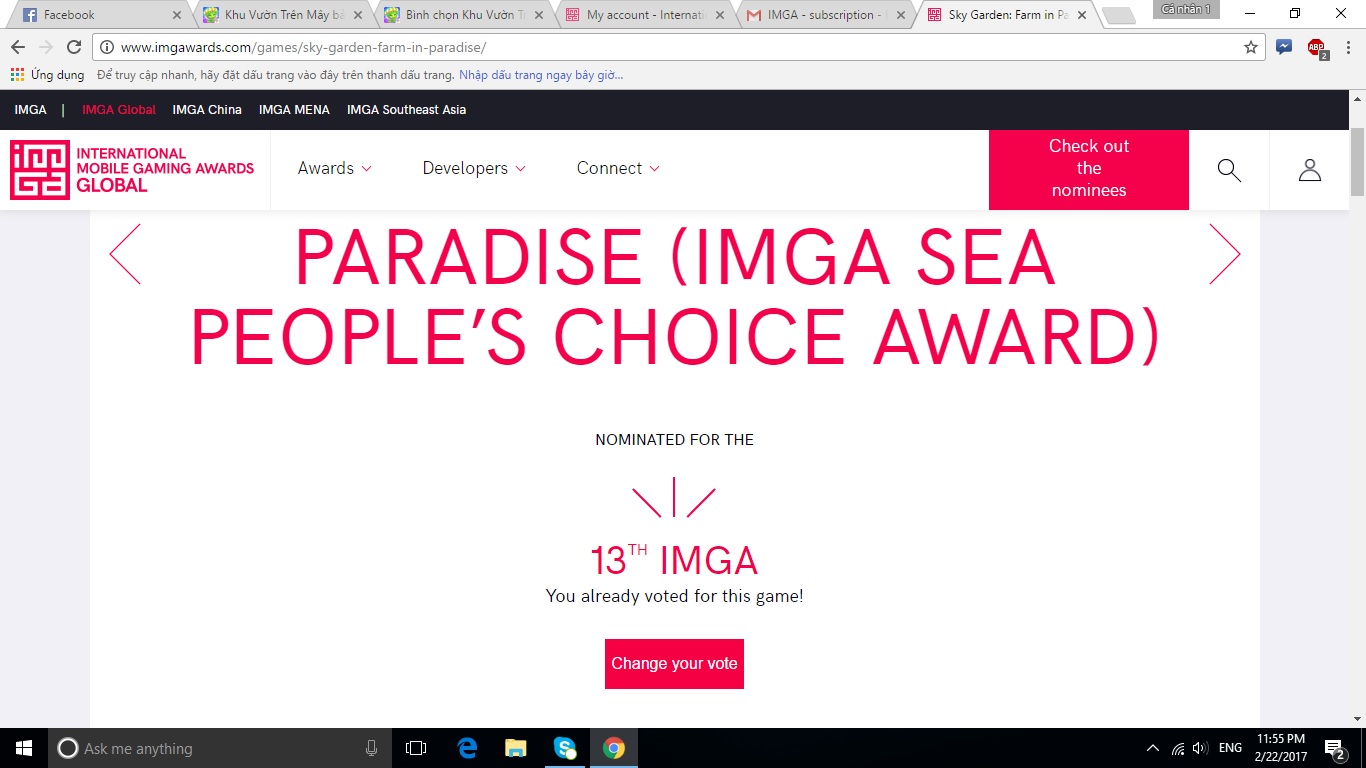 Facebook
Khu Vườn Trên Mây bả
Bình chọn Khu Vườn T
My account - Internatio
IMGA - subscription -
Sky Garden: Farm in Pa
Cá nhân 1
www.imgawards.com/games/sky-garden-farm-in-paradise/
ABP
2
Ứng dụng
Để truy cập nhanh, hãy đặt dấu trang vào đây trên thanh dấu trang.
Nhập dấu trang ngay bây giờ...
IMGA | IMGA Global IMGA China IMGA MENA IMGA Southeast Asia
INTERNATIONAL
MOBILE GAMING AWARDS
GLOBAL
Awards
Developers
Connect
Check out
the
nominees
PARADISE (IMGA SEA
PEOPLE’S CHOICE AWARD)
NOMINATED FOR THE
13TH IMGA
You already voted for this game!
Change your vote
Ask me anything
ENG
11:55 PM
2/22/2017
2